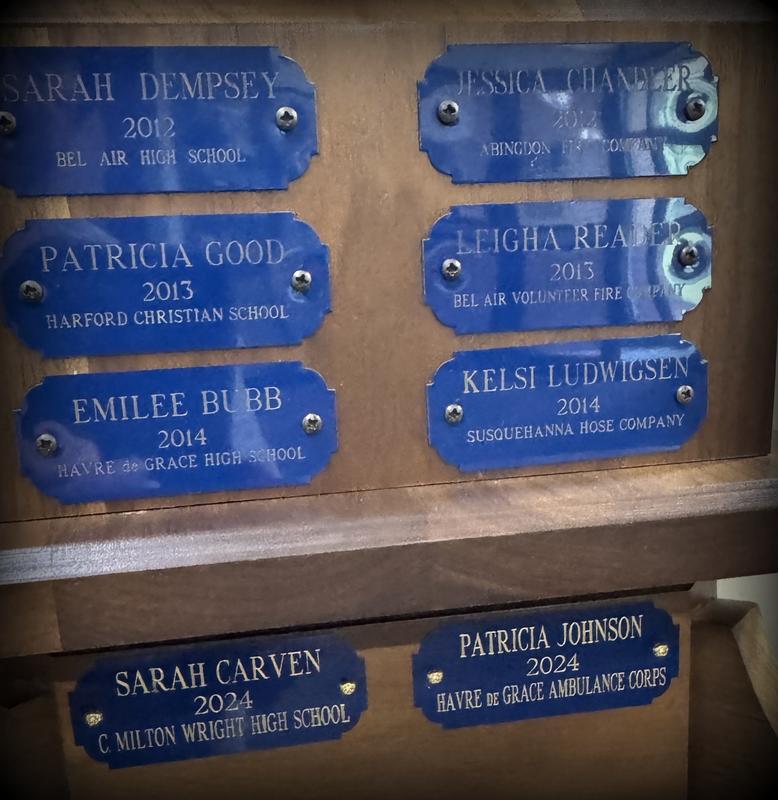 SARAH DEMPSEY
2012
BEL AIR HIGH SCHOOL
JESSICA CHANDLER
2012
ABINGDON FIRE COMPANY
PATRICIA GOOD
2013
HARFORD CHRISTIAN SCHOOL
LEIGHA READER
2013
BEL AIR VOLUNTEER FIRE COMPANY
EMILEE BUBB
2014
HAVRE de GRACE HIGH SCHOOL
KELSI LUDWIGSEN
2014
SUSQUEHANNA HOSE COMPANY
SARAH CARVEN
2024
C. MILTON WRIGHT HIGH SCHOOL
PATRICIA JOHNSON
2024
HAVRE DE GRACE AMBULANCE CORPS